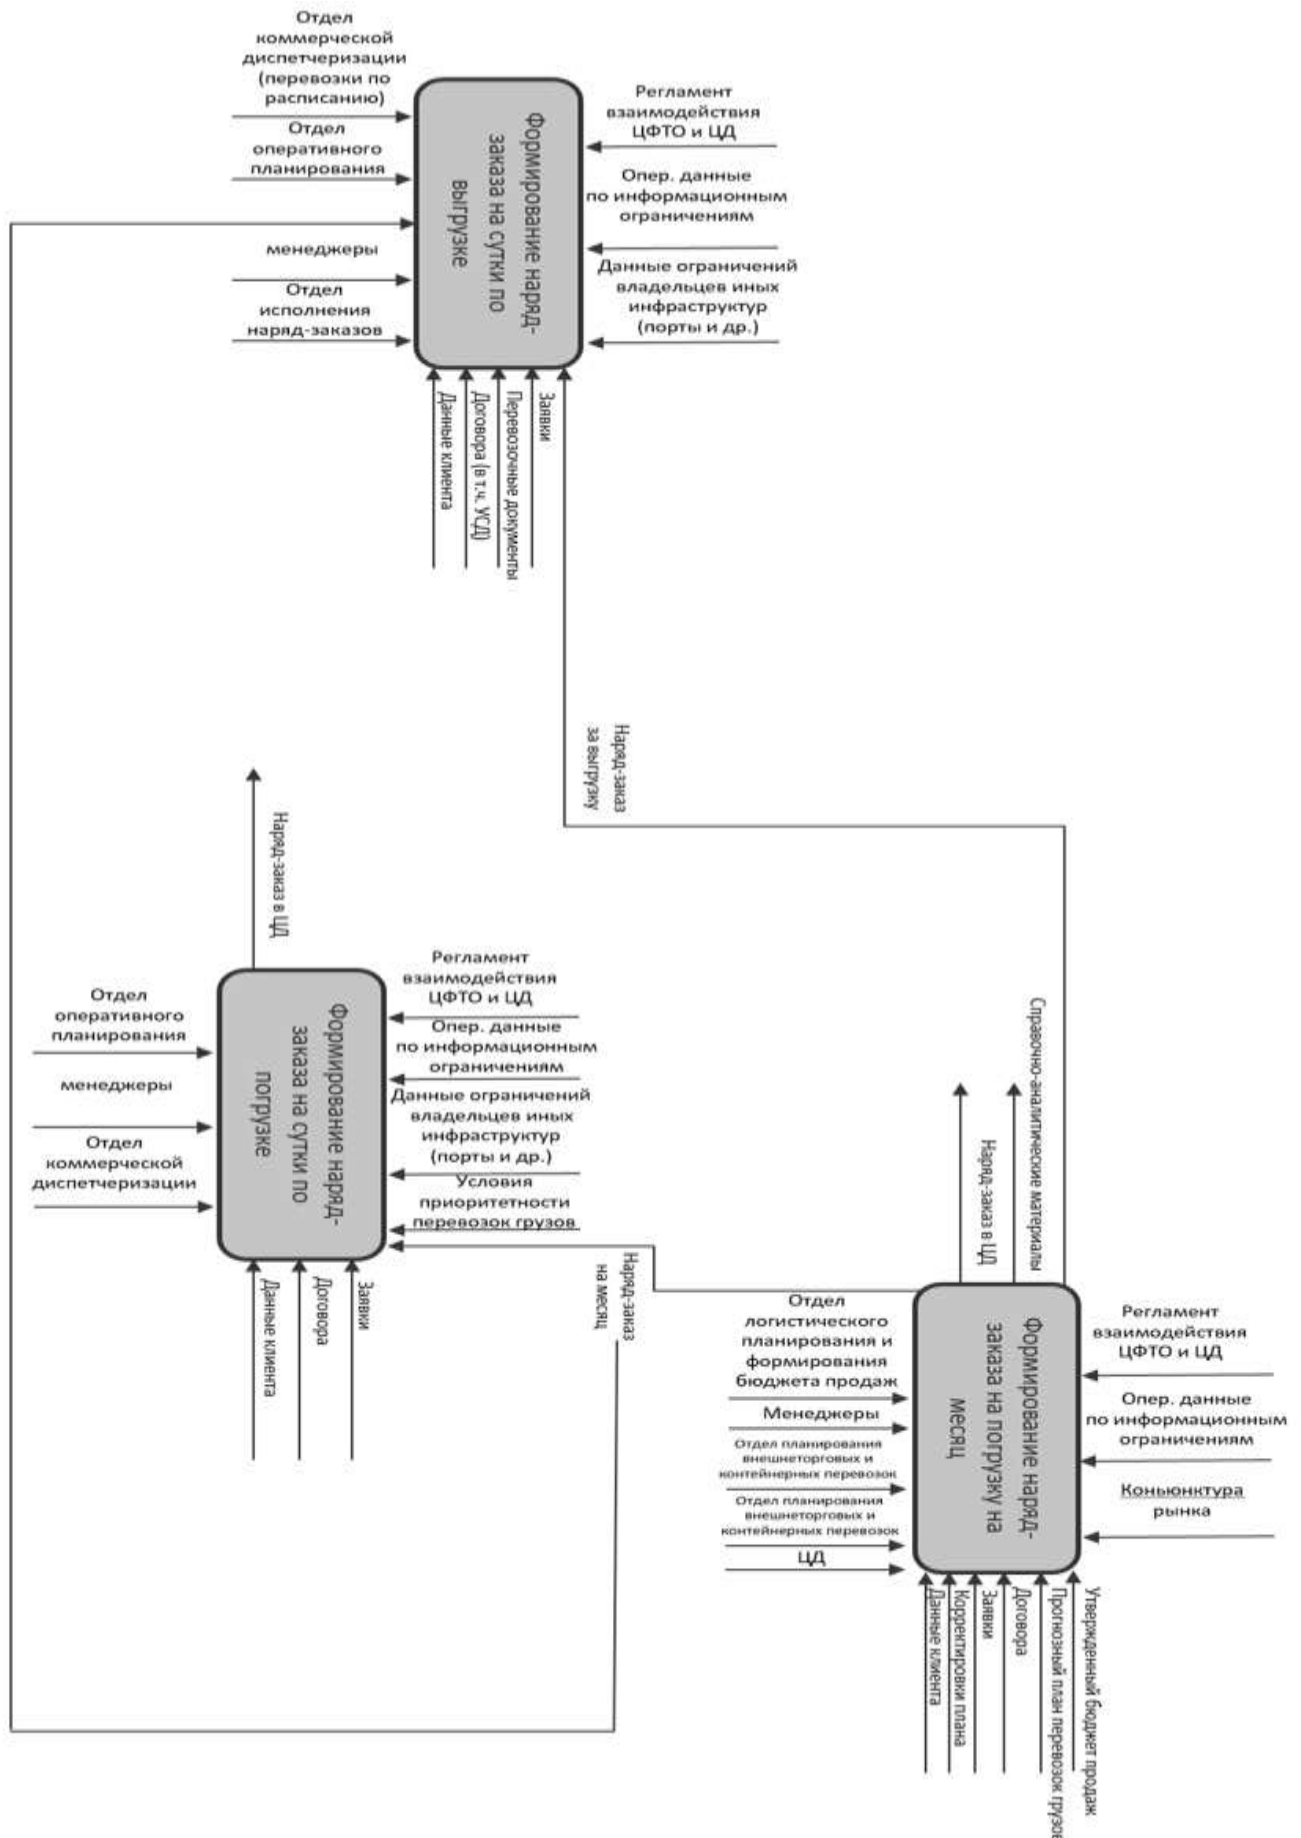 Отдел
коммерческой
диспетчеризации
(перевозки по
расписанию)
Отдел
оперативного
планирования
менеджеры
Отдел
исполнения
наряд-заказов
Формирование наряд-
заказа на сутки по
выгрузке
Регламент
взаимодействия
ЦФТО и ЦД
Опер. данные
по информационным
ограничениям
Данные ограничений
владельцев иных
инфраструктур
(порты и др.)
Заявки
Перевозочные документы
Договора (в т.ч. УСД)
Данные клиента
Наряд-заказ
за выгрузку
Наряд-заказ в ЦД
Отдел
оперативного
планирования
менеджеры
Отдел
коммерческой
диспетчеризации
Формирование наряд-
заказа на сутки по
погрузке
Регламент
взаимодействия
ЦФТО и ЦД
Опер. данные
по информационным
ограничениям
Данные ограничений
владельцев иных
инфраструктур
(порты и др.)
Условия
приоритетности
перевозок грузов
Заявки
Договора
Данные клиента
Наряд-заказ
на месяц
Справочно-аналитические материалы
Наряд-заказ в ЦД
Отдел
логистического
планирования и
формирования
бюджета продаж
Менеджеры
Отдел планирования
внешнеторговых и
контейнерных перевозок
Отдел планирования
внешнеторговых и
контейнерных перевозок
ЦД
Формирование наряд-
заказа на погрузку на
месяц
Регламент
взаимодействия
ЦФТО и ЦД
Опер. данные
по информационным
ограничениям
Коньюнктура
рынка
Утвержденный бюджет продаж
Прогнозный план перевозок грузов
Договора
Заявки
Корректировки плана
Данные клиента